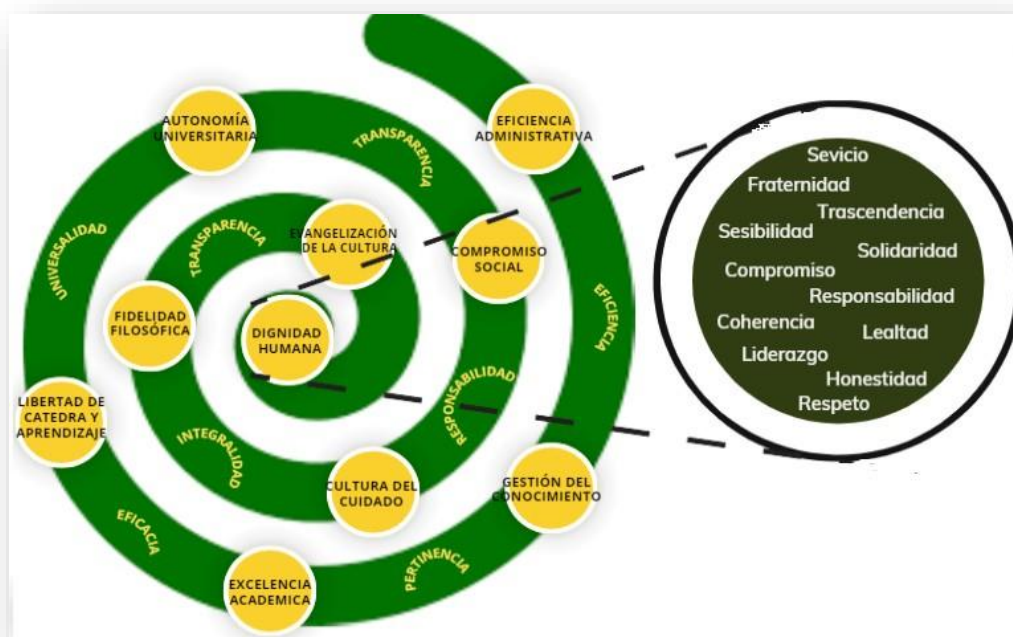 AUTONOMÍA
UNIVERSITARIA
EFICIENCIA
ADMINISTRATIVA
TRANSPARENCIA
UNIVERSALIDAD
TRANSPARENCIA
EVANGELIZACIÓN
DE LA CULTURA
COMPROMISO
SOCIAL
EFICIENCIA
FIDELIDAD
FILOSÓFICA
DIGNIDAD
HUMANA
LIBERTAD DE
CATEDRA Y
APRENDIZAJE
RESPONSABILIDAD
INTEGRALIDAD
CULTURA DEL
CUIDADO
GESTIÓN DEL
CONOCIMIENTO
EFICACIA
PERTINENCIA
EXCELENCIA
ACADEMICA
Sevicio
Fraternidad
Trascendencia
Sesibilidad
Solidaridad
Compromiso
Responsabilidad
Coherencia
Lealtad
Liderazgo
Honestidad
Respeto